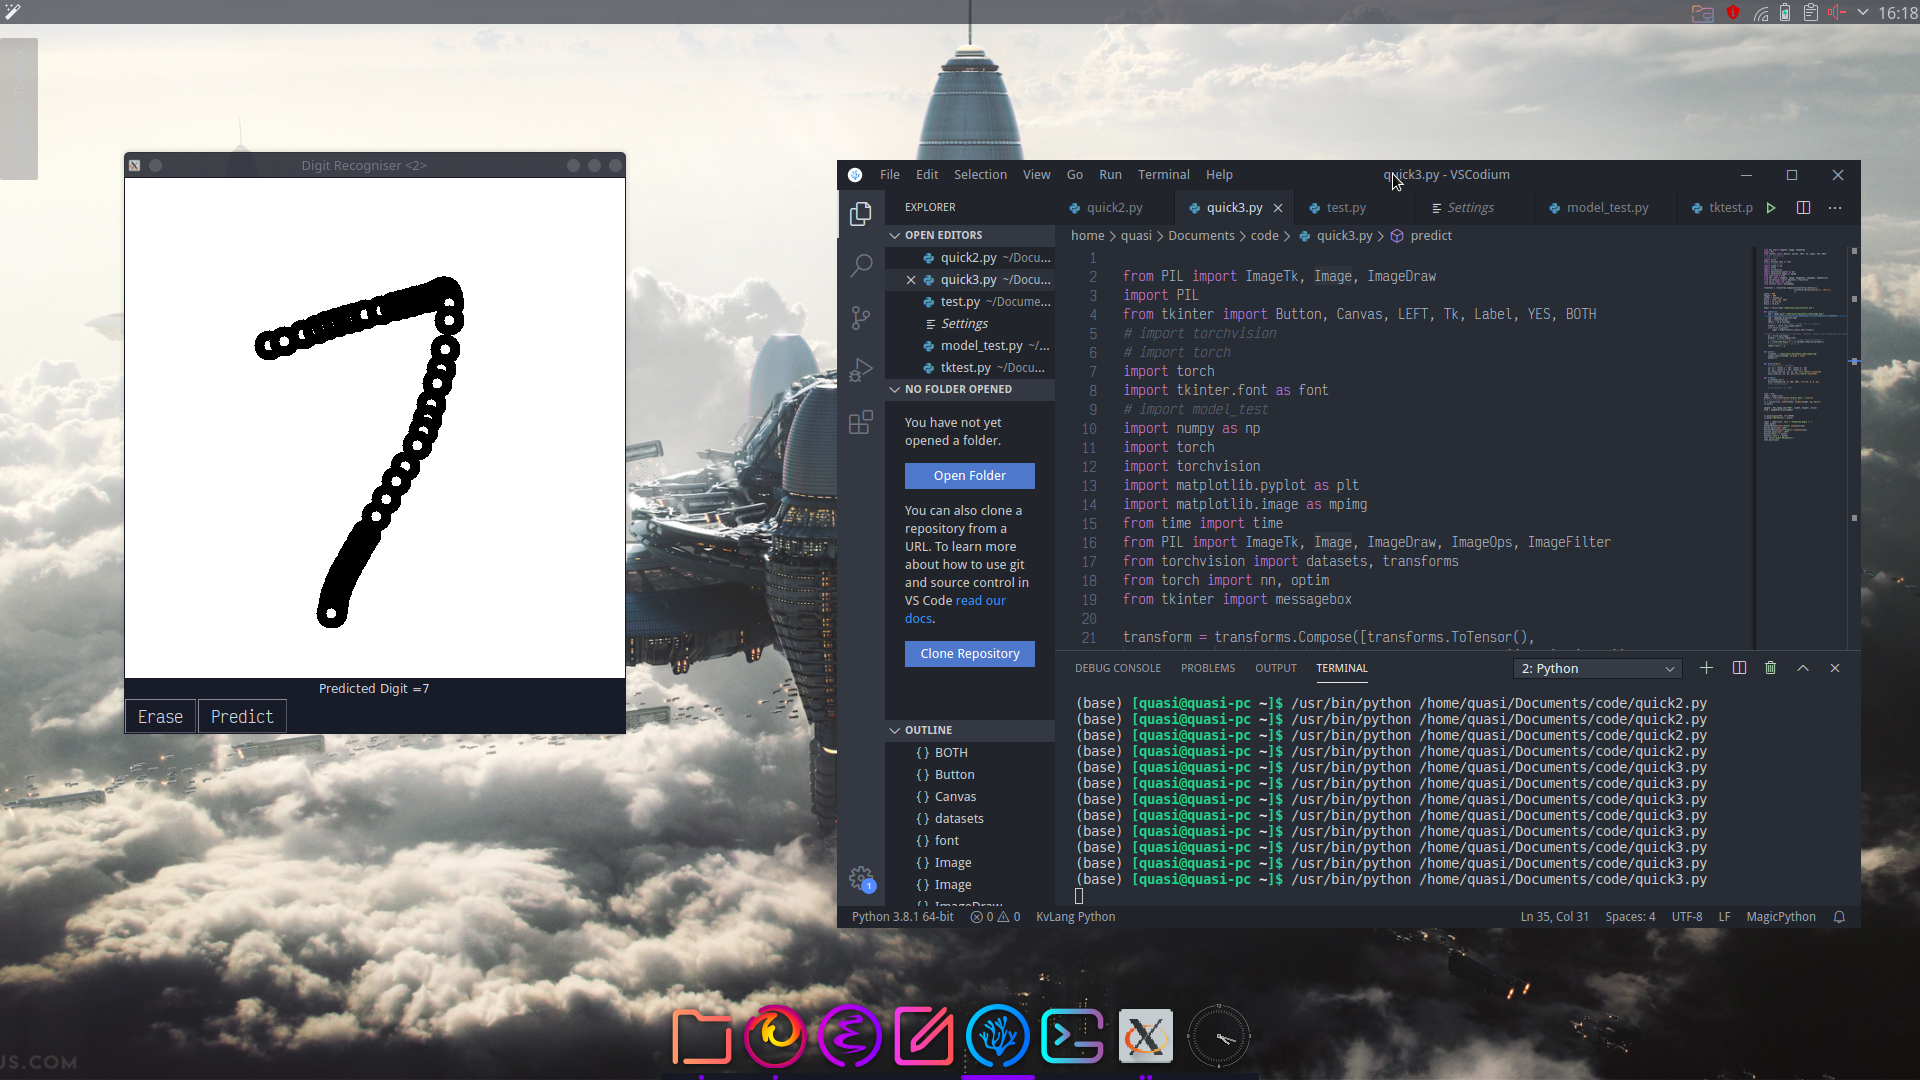 16:18
Digit Recogniser <2>
7
Predicted Digit =7
Erase
Predict
File Edit Selection View Go Run Terminal Help
quick3.py - VSCodium
EXPLORER
quick2.py
quick3.py
test.py
Settings
model_test.py
tktest.p
OPEN EDITORS
quick2.py ~/Docu...
quick3.py ~/Docu...
test.py ~/Docume...
Settings
model_test.py ~/...
tktest.py ~/Docu...
NO FOLDER OPENED
You have not yet
opened a folder.
Open Folder
You can also clone a
repository from a
URL. To learn more
about how to use git
and source control in
VS Code read our
docs.
Clone Repository
OUTLINE
{ } BOTH
{ } Button
{ } Canvas
{ } datasets
{ } font
{ } Image
{ } Image
{ } ImageDraw
home > quasi > Documents > code > quick3.py > predict
1
2 from PIL import ImageTk, Image, ImageDraw
3 import PIL
4 from tkinter import Button, Canvas, LEFT, Tk, Label, YES, BOTH
5 # import torchvision
6 # import torch
7 import torch
8 import tkinter.font as font
9 # import model_test
10 import numpy as np
11 import torch
12 import torchvision
13 import matplotlib.pyplot as plt
14 import matplotlib.image as mpimg
15 from time import time
16 from PIL import ImageTk, Image, ImageDraw, ImageOps, ImageFilter
17 from torchvision import datasets, transforms
18 from torch import nn, optim
19 from tkinter import messagebox
20
21 transform = transforms.Compose([transforms.ToTensor(),
DEBUG CONSOLE PROBLEMS OUTPUT TERMINAL
2: Python
(base) [quasi@quasi-pc ~]$ /usr/bin/python /home/quasi/Documents/code/quick2.py
(base) [quasi@quasi-pc ~]$ /usr/bin/python /home/quasi/Documents/code/quick2.py
(base) [quasi@quasi-pc ~]$ /usr/bin/python /home/quasi/Documents/code/quick2.py
(base) [quasi@quasi-pc ~]$ /usr/bin/python /home/quasi/Documents/code/quick2.py
(base) [quasi@quasi-pc ~]$ /usr/bin/python /home/quasi/Documents/code/quick3.py
(base) [quasi@quasi-pc ~]$ /usr/bin/python /home/quasi/Documents/code/quick3.py
(base) [quasi@quasi-pc ~]$ /usr/bin/python /home/quasi/Documents/code/quick3.py
(base) [quasi@quasi-pc ~]$ /usr/bin/python /home/quasi/Documents/code/quick3.py
(base) [quasi@quasi-pc ~]$ /usr/bin/python /home/quasi/Documents/code/quick3.py
(base) [quasi@quasi-pc ~]$ /usr/bin/python /home/quasi/Documents/code/quick3.py
(base) [quasi@quasi-pc ~]$ /usr/bin/python /home/quasi/Documents/code/quick3.py
(base) [quasi@quasi-pc ~]$ /usr/bin/python /home/quasi/Documents/code/quick3.py
1
Python 3.8.1 64-bit 0 0 KvLang Python
Ln 35, Col 31 Spaces: 4 UTF-8 LF MagicPython
US.COM